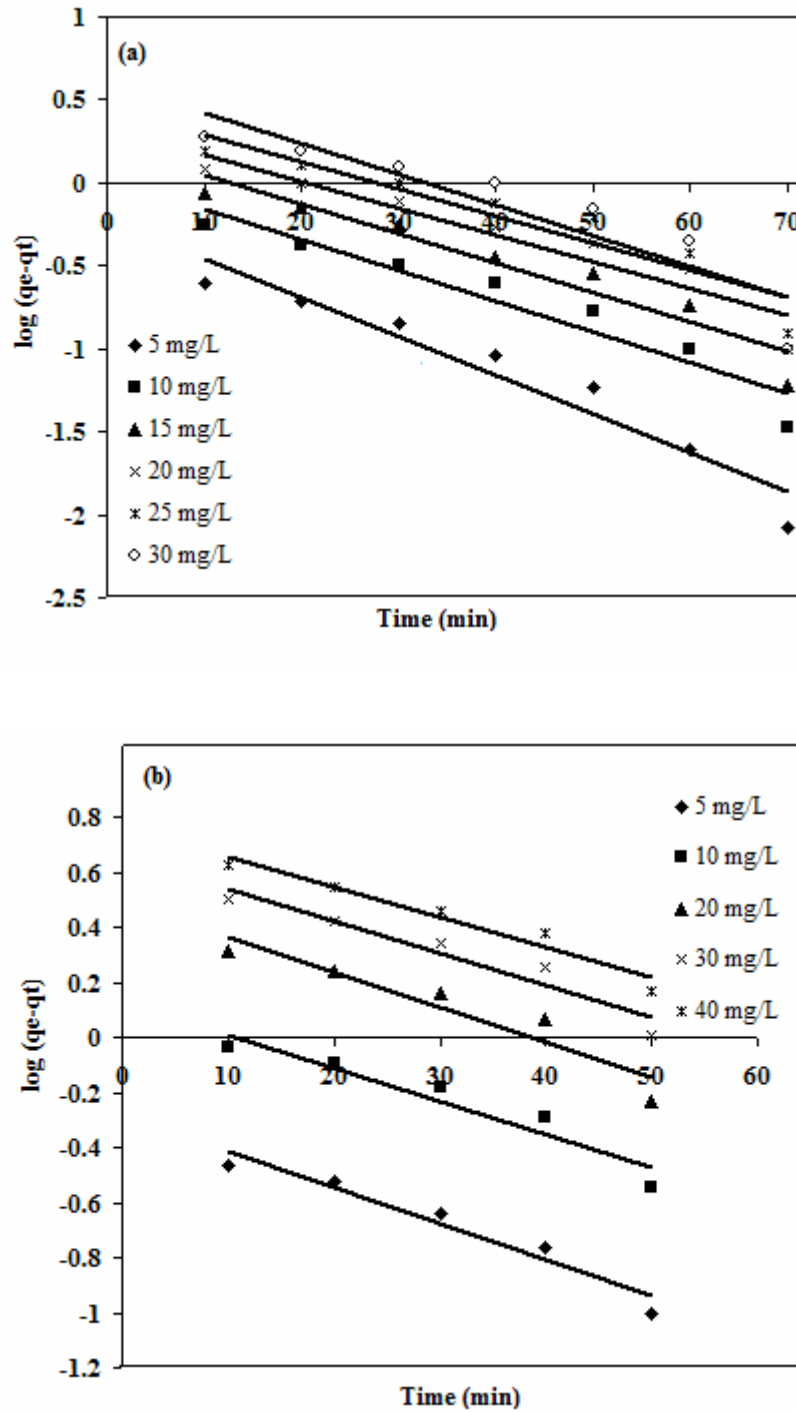 1
(a)
0.5
0
0 10 20 30 40 50 60 70
-0.5
log (qe-qt)
-1
-1.5
-2
-2.5
5 mg/L
10 mg/L
15 mg/L
20 mg/L
25 mg/L
30 mg/L
Time (min)
(b)
0.8
0.6
0.4
0.2
0
0 10 20 30 40 50 60
-0.2
log (qe-qt)
-0.4
-0.6
-0.8
-1
-1.2
5 mg/L
10 mg/L
20 mg/L
30 mg/L
40 mg/L
Time (min)